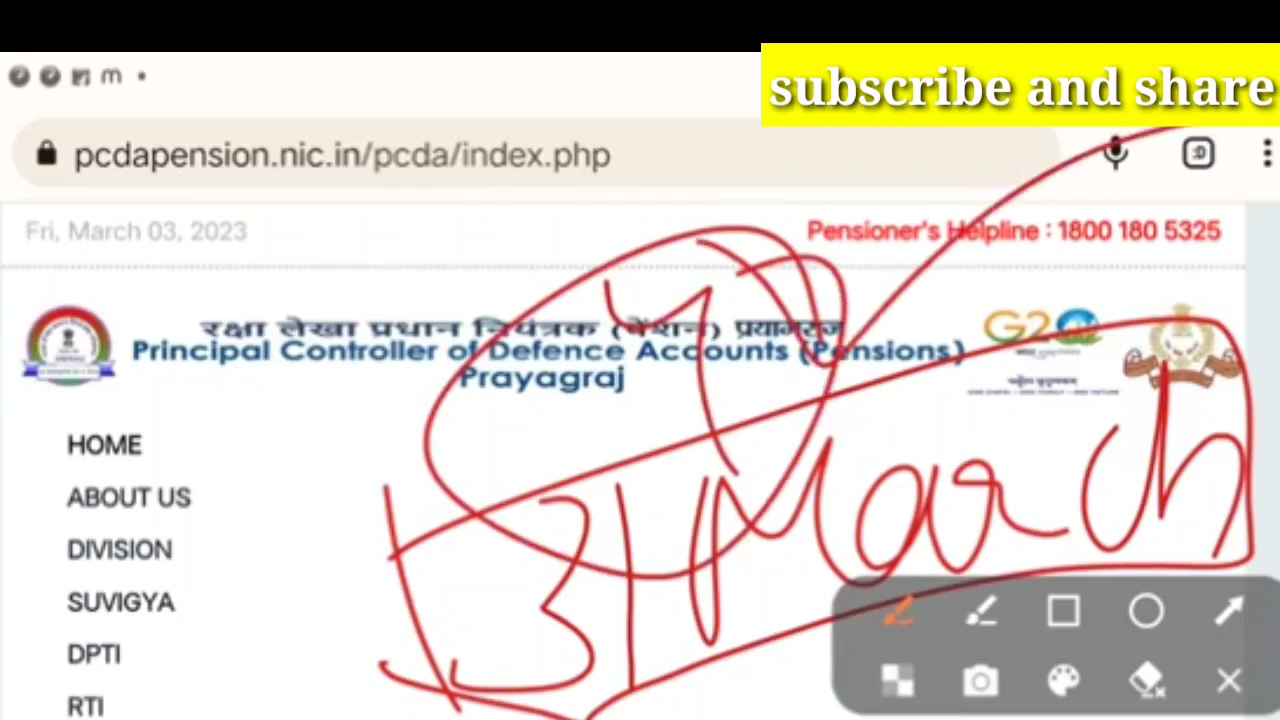 subscribe and share
pcdapension.nic.in/pcda/index.php
:D
Fri, March 03, 2023
Pensioner's Helpline : 1800 180 5325
रक्षा लेखा प्रधान नियंत्रक (पेंशन) प्रयागराज
Principal Controller of Defence Accounts (Pensions)
Prayagraj
G20
HOME
ABOUT US
DIVISION
SUVIGYA
DPTI
RTI
31 March